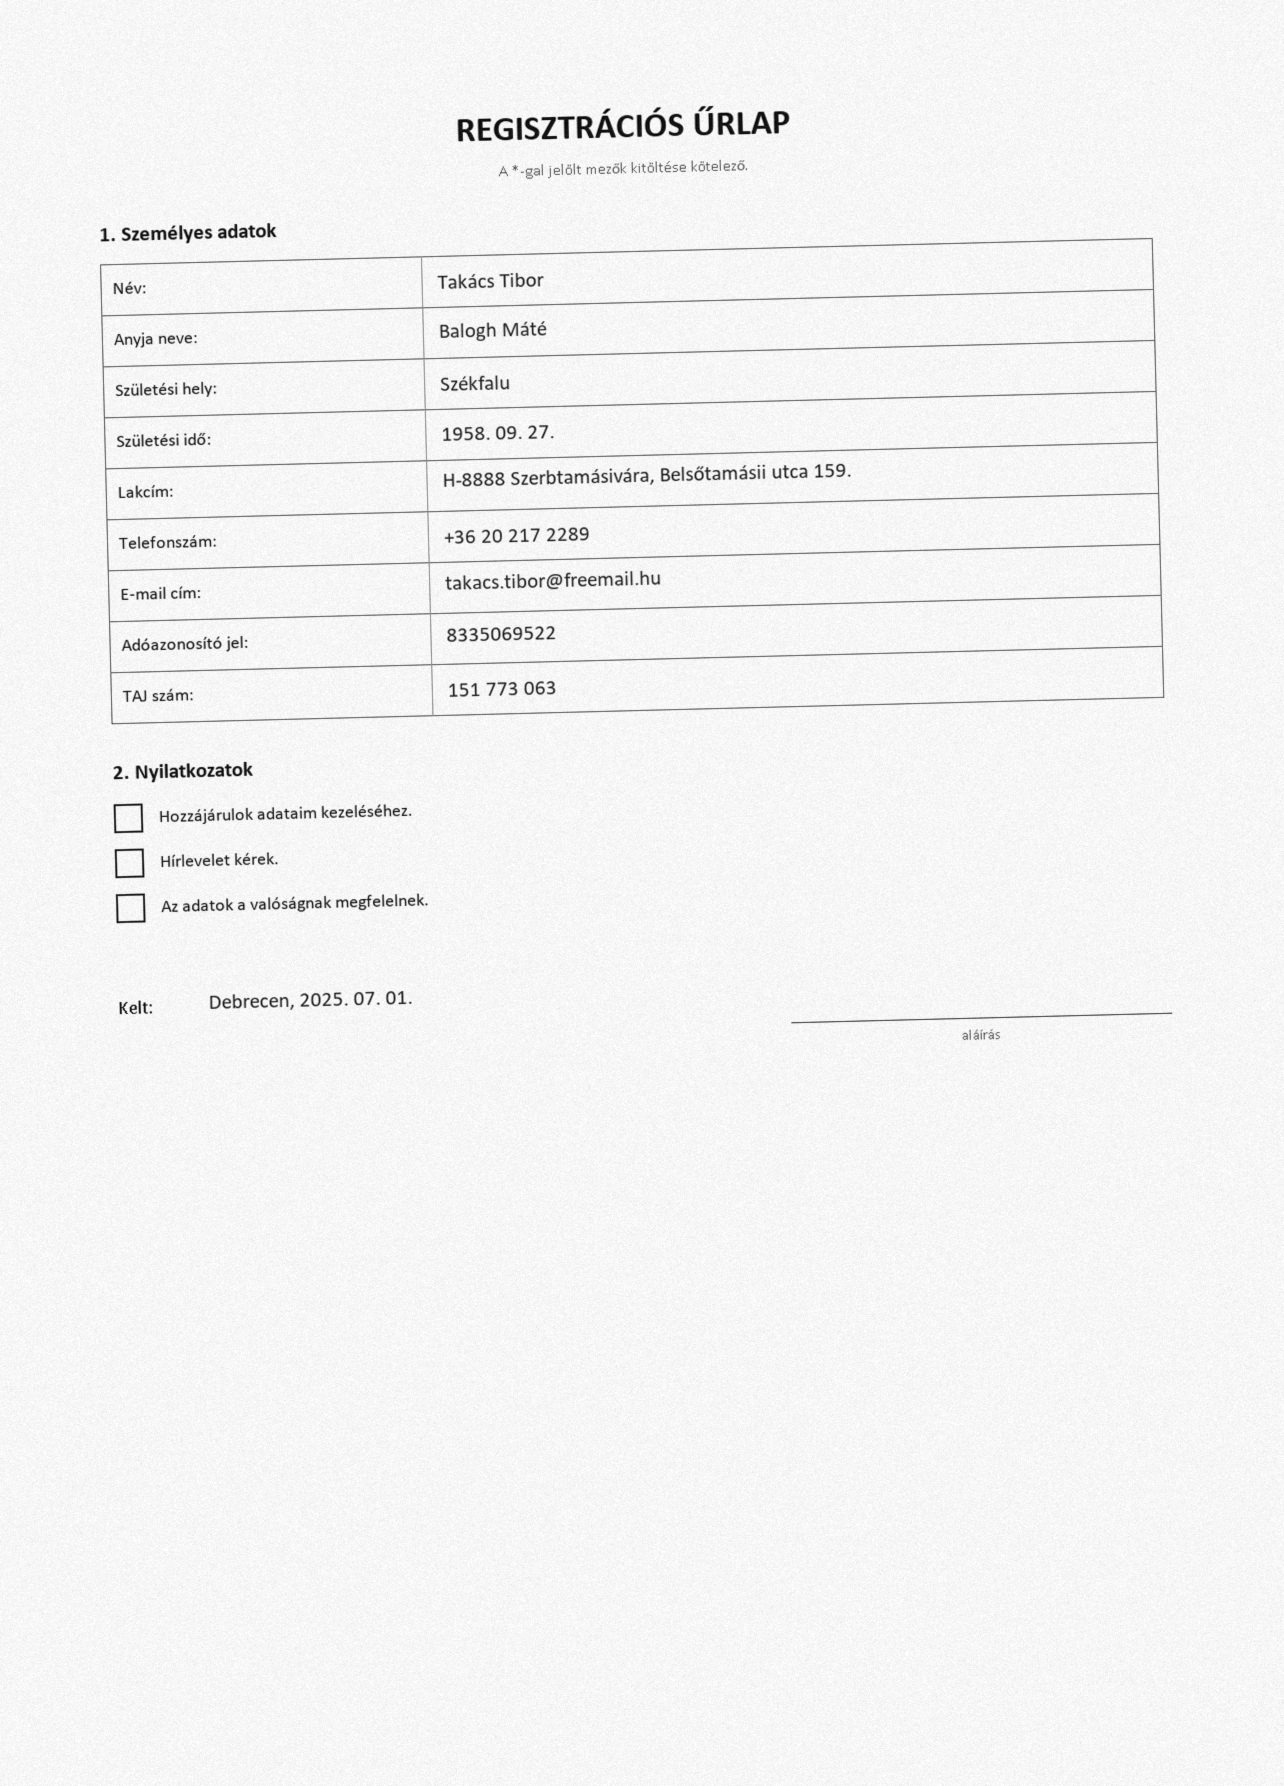 REGISZTRÁCIÓS ŰRLAP
A *-gal jelölt mezők kitöltése kötelező.
1. Személyes adatok
Név: Takács Tibor
Anyja neve: Balogh Máté
Születési hely: Székfalu
Születési idő: 1958. 09. 27.
Lakcím: H-8888 Szerbtamásivára, Belsőtamásii utca 159.
Telefonszám: +36 20 217 2289
E-mail cím: takacs.tibor@freemail.hu
Adóazonosító jel: 8335069522
TAJ szám: 151 773 063
2. Nyilatkozatok
Hozzájárulok adataim kezeléséhez.
Hírlevelet kérek.
Az adatok a valóságnak megfelelnek.
Kelt: Debrecen, 2025. 07. 01.
aláírás